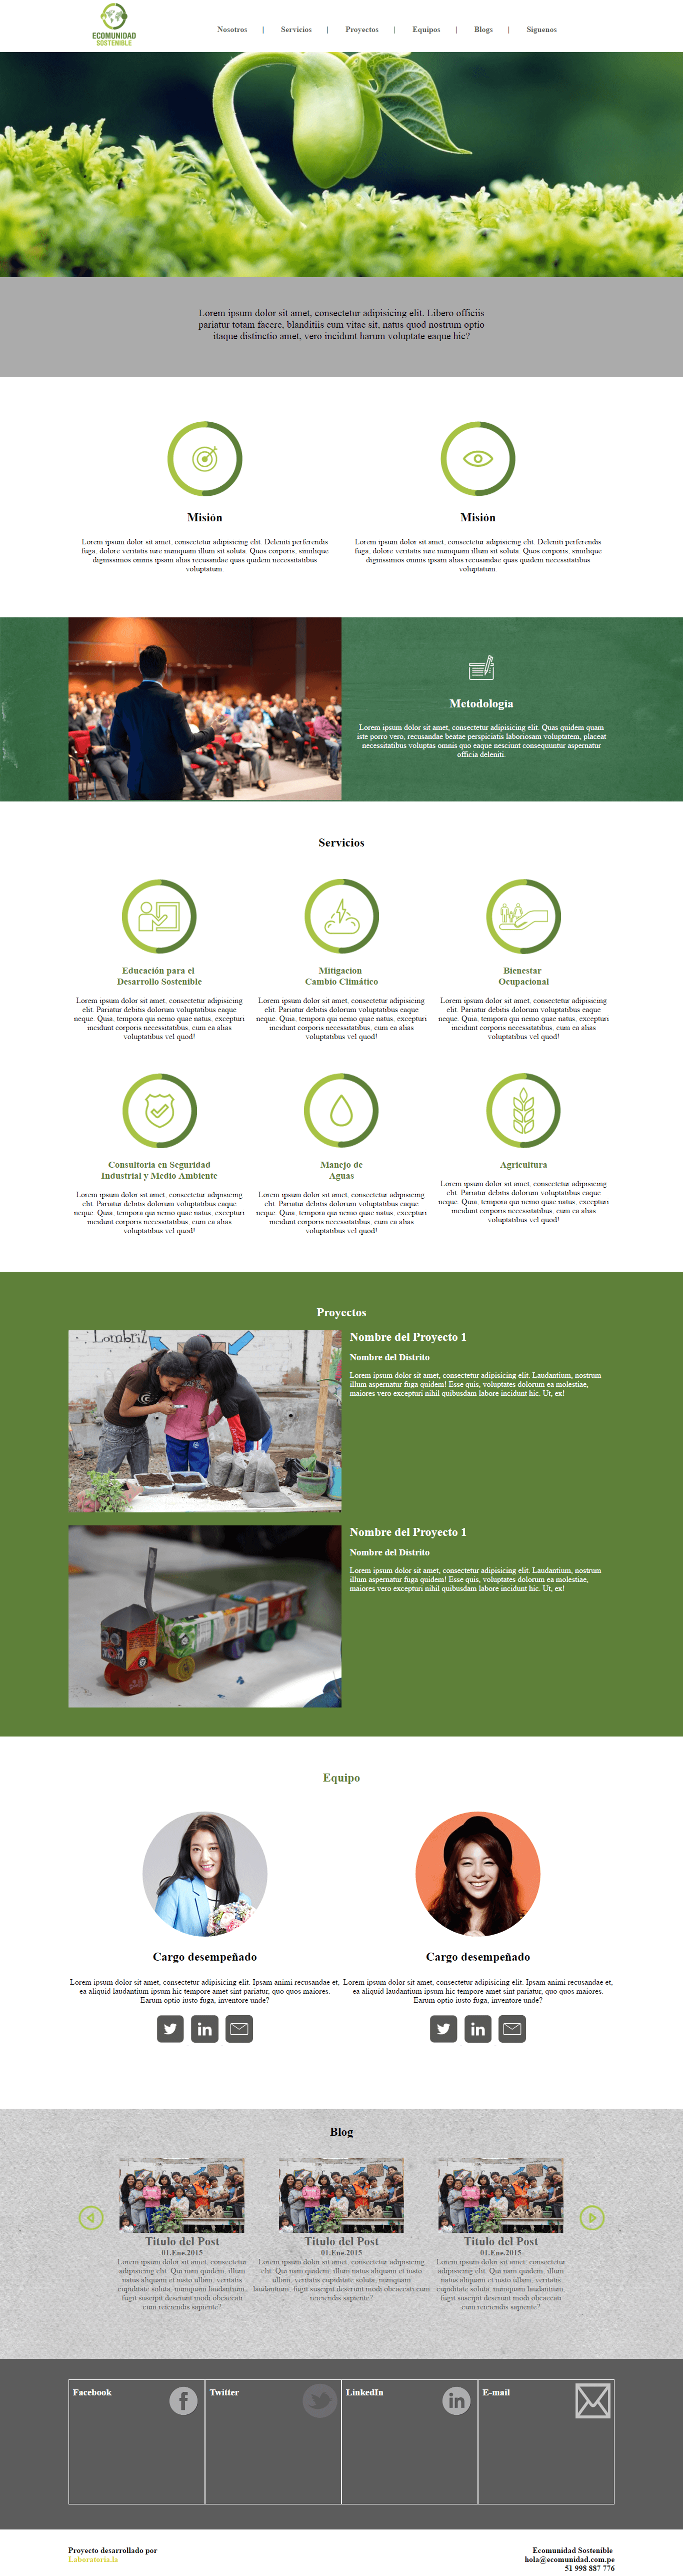 ECOMUNIDAD
SOSTENIBLE
Nosotros | Servicios | Proyectos | Equipos | Blogs | Siguenos
Lorem ipsum dolor sit amet, consectetur adipisicing elit. Libero officiis
pariatur totam facere, blanditiis eum vitae sit, natus quod nostrum optio
itaque distinctio amet, vero incidunt harum voluptate eaque hic?
Misión
Lorem ipsum dolor sit amet, consectetur adipisicing elit. Deleniti perferendis
fuga, dolore veritatis iure numquam illum sit soluta. Quos corporis, similique
dignissimos omnis ipsam alias recusandae quas quidem necessitatibus
voluptatum.
Misión
Lorem ipsum dolor sit amet, consectetur adipisicing elit. Deleniti perferendis
fuga, dolore veritatis iure numquam illum sit soluta. Quos corporis, similique
dignissimos omnis ipsam alias recusandae quas quidem necessitatibus
voluptatum.
Metodologia
Lorem ipsum dolor sit amet, consectetur adipisicing elit. Quas quidem quam
iste porro vero, recusandae beatae perspiciatis laboriosam voluptatem, placeat
necessitatibus voluptas omnis quo eaque nesciunt consequuntur aspernatur
officia deleniti.
Servicios
Educación para el
Desarrollo Sostenible
Lorem ipsum dolor sit amet, consectetur adipisicing
elit. Pariatur debitis dolorum voluptatibus eaque
neque. Quia, tempora qui nemo quae natus, excepturi
incidunt corporis necessitatibus, cum ea alias
voluptatibus vel quod!
Mitigacion
Cambio Climático
Lorem ipsum dolor sit amet, consectetur adipisicing
elit. Pariatur debitis dolorum voluptatibus eaque
neque. Quia, tempora qui nemo quae natus, excepturi
incidunt corporis necessitatibus, cum ea alias
voluptatibus vel quod!
Bienestar
Ocupacional
Lorem ipsum dolor sit amet, consectetur adipisicing
elit. Pariatur debitis dolorum voluptatibus eaque
neque. Quia, tempora qui nemo quae natus, excepturi
incidunt corporis necessitatibus, cum ea alias
voluptatibus vel quod!
Consultoria en Seguridad
Industrial y Medio Ambiente
Lorem ipsum dolor sit amet, consectetur adipisicing
elit. Pariatur debitis dolorum voluptatibus eaque
neque. Quia, tempora qui nemo quae natus, excepturi
incidunt corporis necessitatibus, cum ea alias
voluptatibus vel quod!
Manejo de
Aguas
Lorem ipsum dolor sit amet, consectetur adipisicing
elit. Pariatur debitis dolorum voluptatibus eaque
neque. Quia, tempora qui nemo quae natus, excepturi
incidunt corporis necessitatibus, cum ea alias
voluptatibus vel quod!
Agricultura
Lorem ipsum dolor sit amet, consectetur adipisicing
elit. Pariatur debitis dolorum voluptatibus eaque
neque. Quia, tempora qui nemo quae natus, excepturi
incidunt corporis necessitatibus, cum ea alias
voluptatibus vel quod!
Proyectos
Lombriz
Nombre del Proyecto 1
Nombre del Distrito
Lorem ipsum dolor sit amet, consectetur adipisicing elit. Laudantium, nostrum
illum aspernatur fuga quidem! Esse quis, voluptates dolorum ea molestiae,
maiores vero excepturi nihil quibusdam labore incidunt hic. Ut, ex!
Nombre del Proyecto 1
Nombre del Distrito
Lorem ipsum dolor sit amet, consectetur adipisicing elit. Laudantium, nostrum
illum aspernatur fuga quidem! Esse quis, voluptates dolorum ea molestiae,
maiores vero excepturi nihil quibusdam labore incidunt hic. Ut, ex!
Equipo
Cargo desempeñado
Lorem ipsum dolor sit amet, consectetur adipisicing elit. Ipsam animi recusandae et,
ea aliquid laudantium ipsum hic tempore amet sint pariatur, quo quos maiores.
Earum optio iusto fuga, inventore unde?
Cargo desempeñado
Lorem ipsum dolor sit amet, consectetur adipisicing elit. Ipsam animi recusandae et,
ea aliquid laudantium ipsum hic tempore amet sint pariatur, quo quos maiores.
Earum optio iusto fuga, inventore unde?
Blog
Titulo del Post
01.Ene.2015
Lorem ipsum dolor sit amet, consectetur
adipisicing elit. Qui nam quidem, illum
natus aliquam et iusto ullam, veritatis
cupiditate soluta, numquam laudantium,
fugit suscipit deserunt modi obcaecati
cum reiciendis sapiente?
Titulo del Post
01.Ene.2015
Lorem ipsum dolor sit amet, consectetur adipisicing
elit. Qui nam quidem, illum natus aliquam et iusto
ullam, veritatis cupiditate soluta, numquam
laudantium, fugit suscipit deserunt modi obcaecati cum
reiciendis sapiente?
Titulo del Post
01.Ene.2015
Lorem ipsum dolor sit amet, consectetur
adipisicing elit. Qui nam quidem, illum
natus aliquam et iusto ullam, veritatis
cupiditate soluta, numquam laudantium,
fugit suscipit deserunt modi obcaecati
cum reiciendis sapiente?
Facebook
Twitter
LinkedIn
E-mail
Proyecto desarrollado por
Laboratoria.la
Ecomunidad Sostenible
hola@ecomunidad.com.pe
51 998 887 776